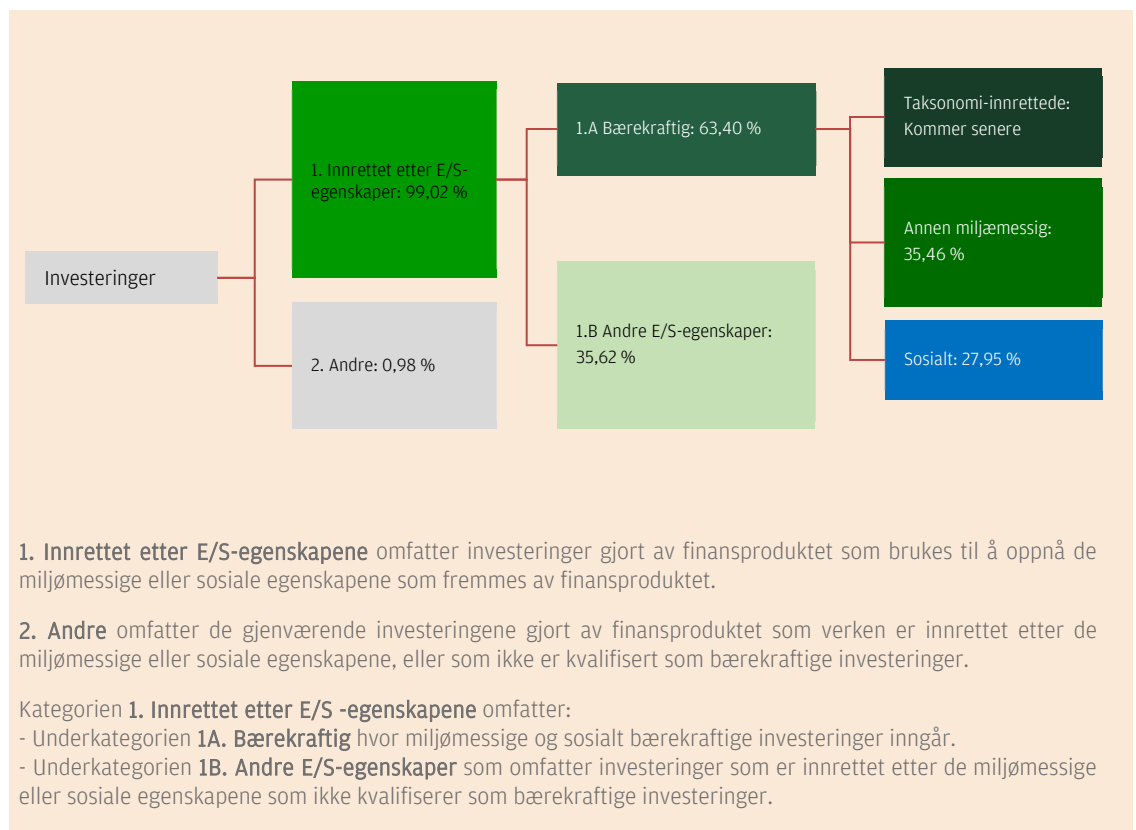 Investeringer
1. Innrettet etter E/S-
egenskaper: 99,02 %
2. Andre: 0,98 %
1.A Bærekraftig: 63,40 %
1.B Andre E/S-egenskaper:
35,62 %
Taksonomi-innrettede:
Kommer senere
Annen miljæmessig:
35,46 %
Sosialt: 27,95 %
1. Innrettet etter E/S-egenskapene omfatter investeringer gjort av finansproduktet som brukes til å oppnå de
miljømessige eller sosiale egenskapene som fremmes av finansproduktet.
2. Andre omfatter de gjenværende investeringene gjort av finansproduktet som verken er innrettet etter de
miljømessige eller sosiale egenskapene, eller som ikke er kvalifisert som bærekraftige investeringer.
Kategorien 1. Innrettet etter E/S -egenskapene omfatter:
- Underkategorien 1A. Bærekraftig hvor miljømessige og sosialt bærekraftige investeringer inngår.
- Underkategorien 1B. Andre E/S-egenskaper som omfatter investeringer som er innrettet etter de miljømessige
eller sosiale egenskapene som ikke kvalifiserer som bærekraftige investeringer.